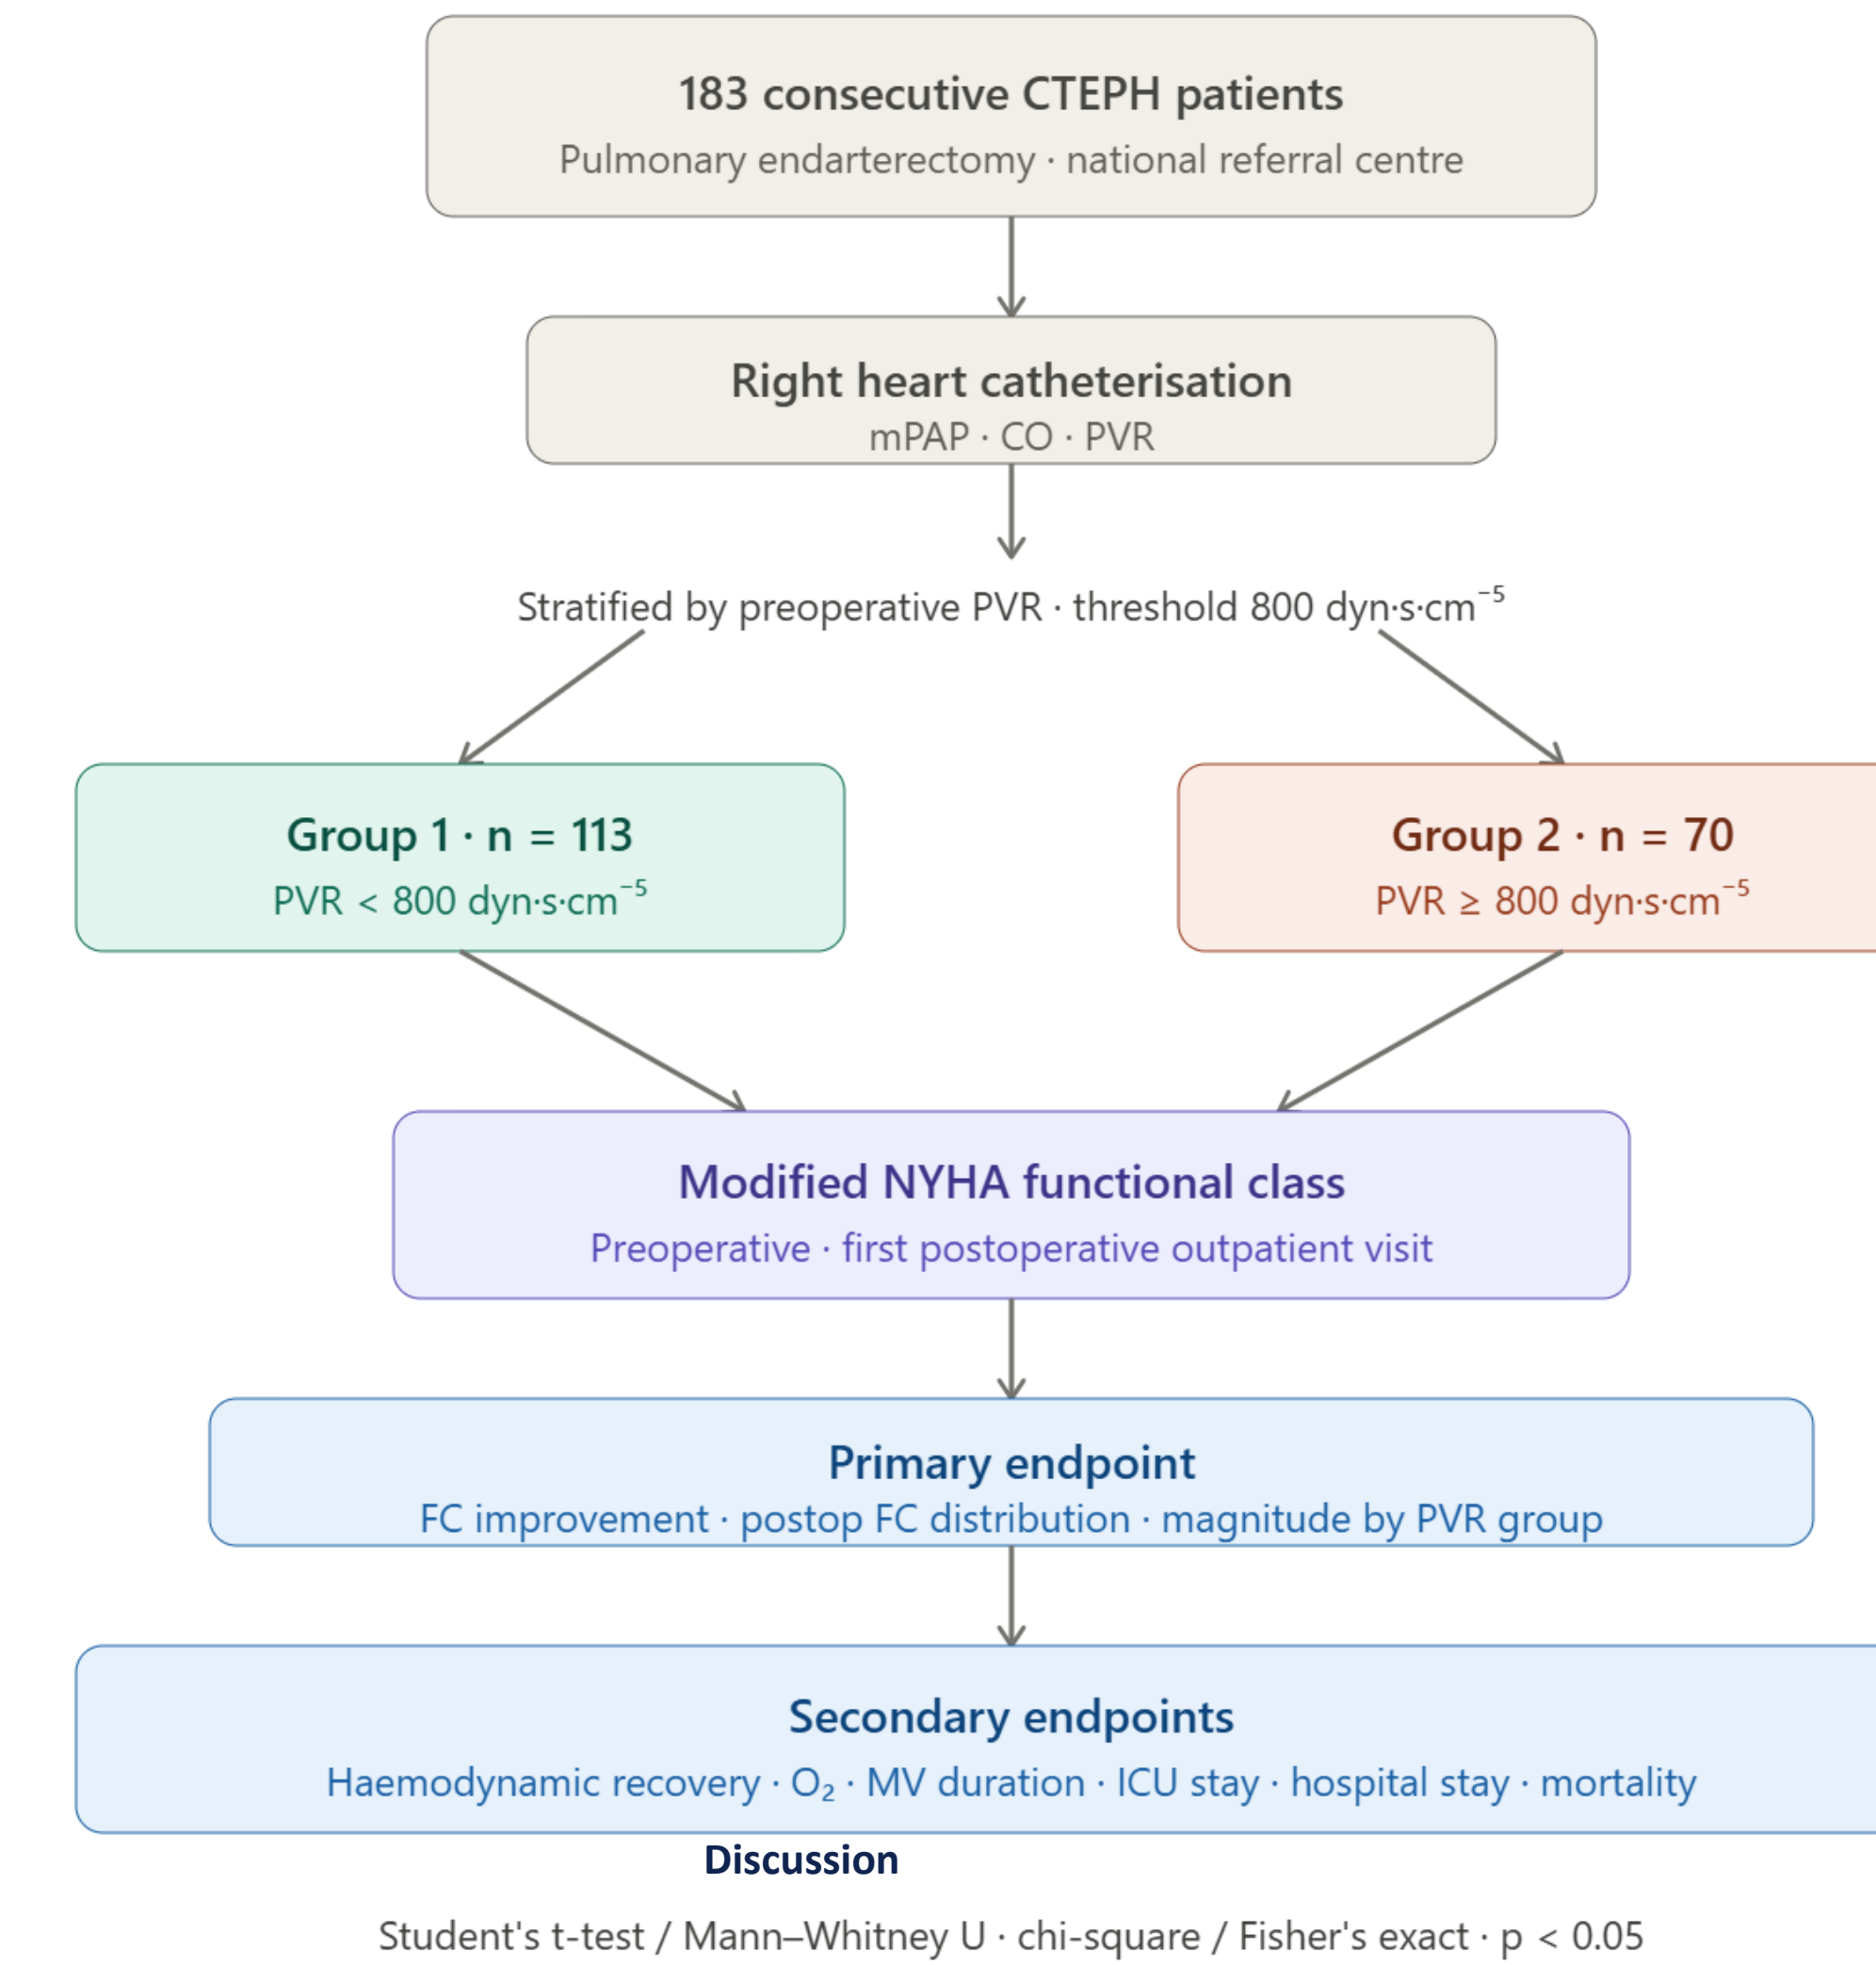 183 consecutive CTEPH patients
Pulmonary endarterectomy · national referral centre
Right heart catheterisation
mPAP · CO · PVR
Stratified by preoperative PVR · threshold 800 dyn·s·cm⁻⁵
Group 1 · n = 113
PVR < 800 dyn·s·cm⁻⁵
Group 2 · n = 70
PVR ≥ 800 dyn·s·cm⁻⁵
Modified NYHA functional class
Preoperative · first postoperative outpatient visit
Primary endpoint
FC improvement · postop FC distribution · magnitude by PVR group
Secondary endpoints
Haemodynamic recovery · O₂ · MV duration · ICU stay · hospital stay · mortality
Discussion
Student's t-test / Mann–Whitney U · chi-square / Fisher's exact · p < 0.05